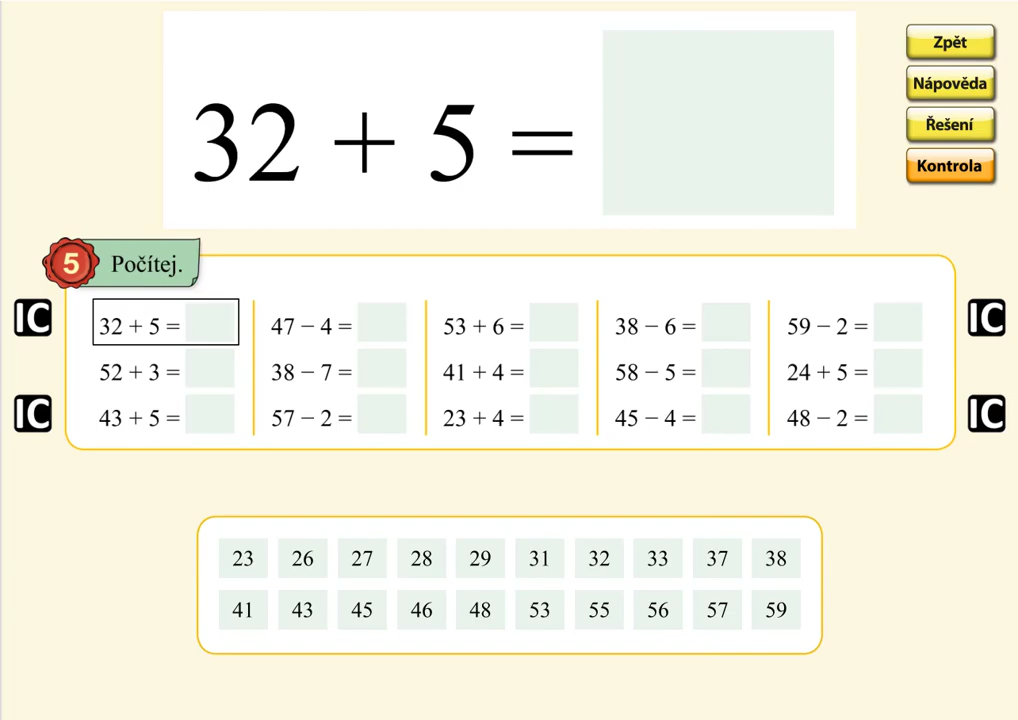 32 + 5 =
Zpět
Nápověda
Řešení
Kontrola
5 Počítej.
IC
IC
32 + 5 = 47 − 4 = 53 + 6 = 38 − 6 = 59 − 2 =
52 + 3 = 38 − 7 = 41 + 4 = 58 − 5 = 24 + 5 =
IC
IC
43 + 5 = 57 − 2 = 23 + 4 = 45 − 4 = 48 − 2 =
23 26 27 28 29 31 32 33 37 38
41 43 45 46 48 53 55 56 57 59